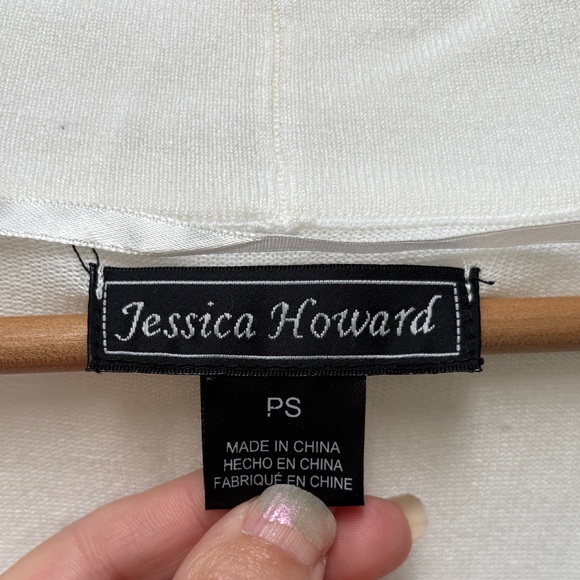 Jessica Howard
PS
MADE IN CHINA
HECHO EN CHINA
FABRIQUÉ EN CHINE